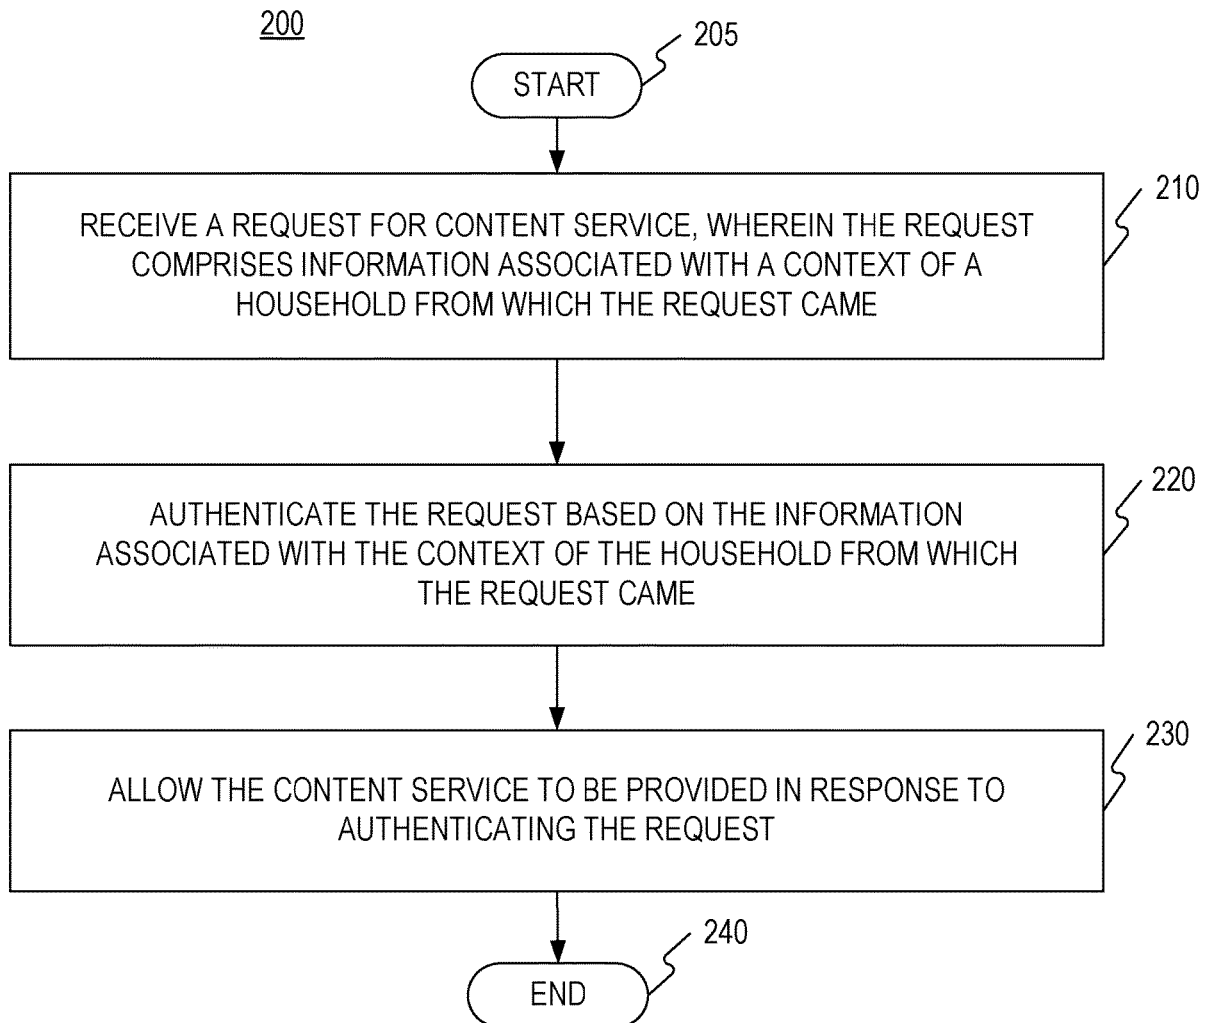 200
205
START
210
RECEIVE A REQUEST FOR CONTENT SERVICE, WHEREIN THE REQUEST
COMPRISES INFORMATION ASSOCIATED WITH A CONTEXT OF A
HOUSEHOLD FROM WHICH THE REQUEST CAME
220
AUTHENTICATE THE REQUEST BASED ON THE INFORMATION
ASSOCIATED WITH THE CONTEXT OF THE HOUSEHOLD FROM WHICH
THE REQUEST CAME
230
ALLOW THE CONTENT SERVICE TO BE PROVIDED IN RESPONSE TO
AUTHENTICATING THE REQUEST
240
END